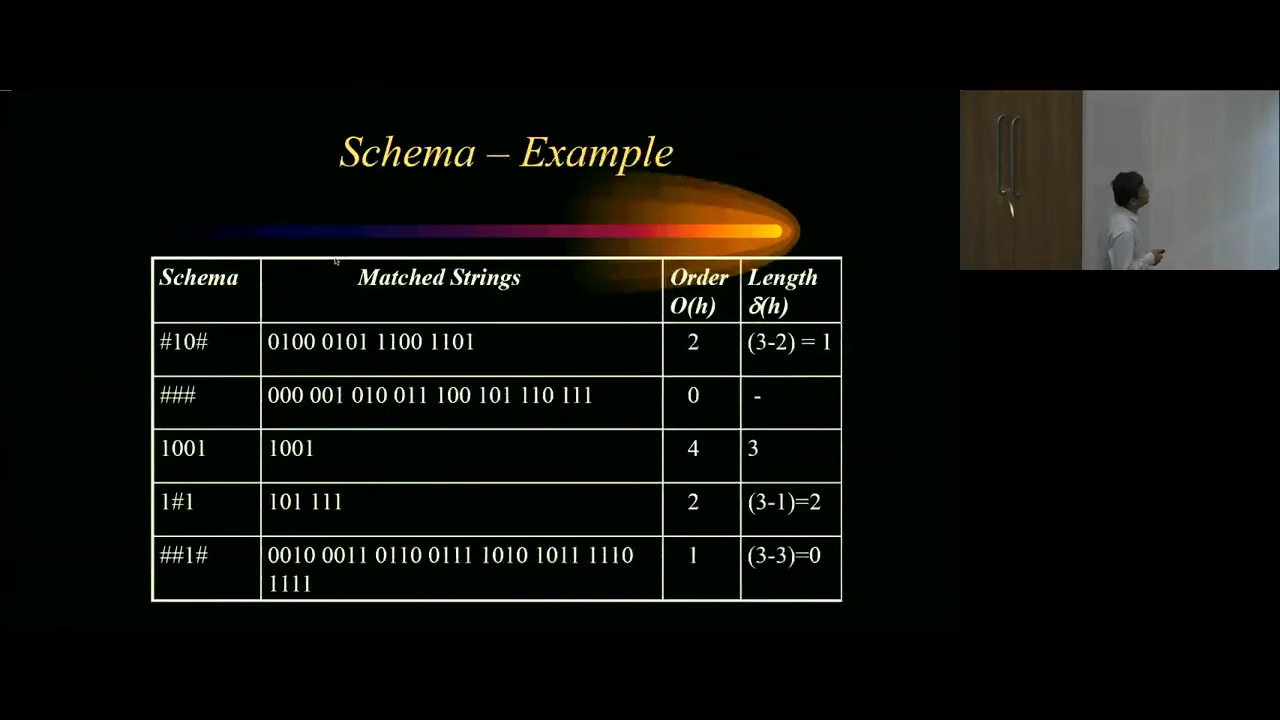 Schema – Example
Schema Matched Strings Order Length
O(h) δ(h)
#10# 0100 0101 1100 1101 2 (3-2) = 1
### 000 001 010 011 100 101 110 111 0 -
1001 1001 4 3
1#1 101 111 2 (3-1)=2
##1# 0010 0011 0110 0111 1010 1011 1110 1 (3-3)=0
1111